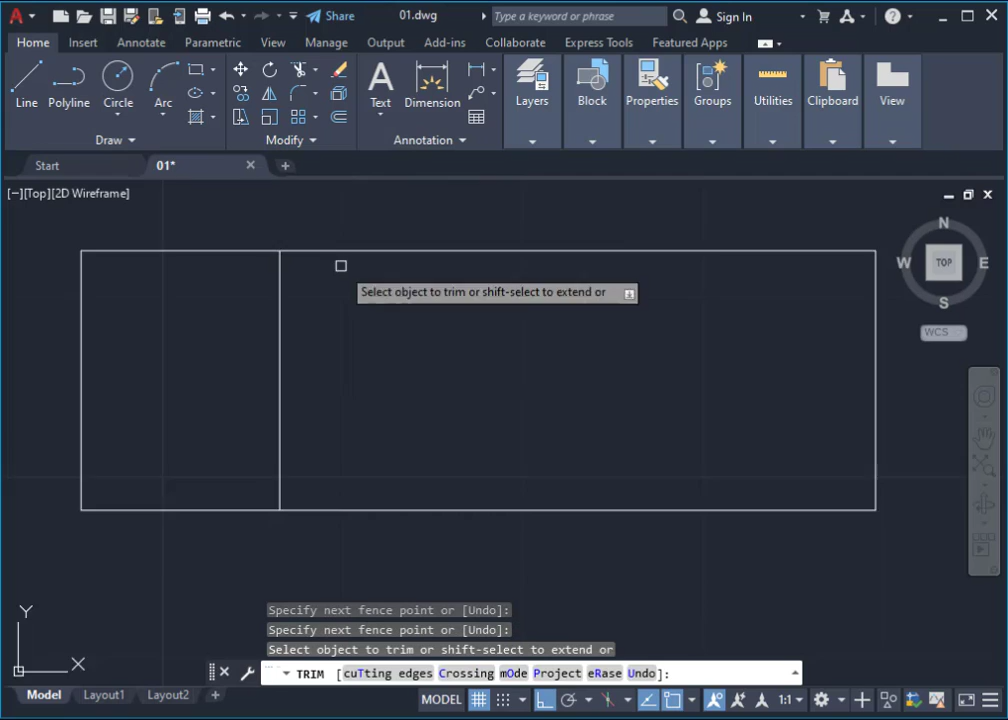 Share
01.dwg
Type a keyword or phrase
Sign In
Home Insert Annotate Parametric View Manage Output Add-ins Collaborate Express Tools Featured Apps
Line Polyline Circle Arc
Text Dimension
Layers Block Properties Groups Utilities Clipboard View
Draw Modify Annotation
Start 01*
[−][Top][2D Wireframe]
N
W TOP E
S
WCS
Select object to trim or shift-select to extend or
Y
X
Specify next fence point or [Undo]:
Specify next fence point or [Undo]:
Select object to trim or shift-select to extend or
TRIM [cuTting edges Crossing mOde Project eRase Undo]:
Model Layout1 Layout2 +
MODEL 1:1